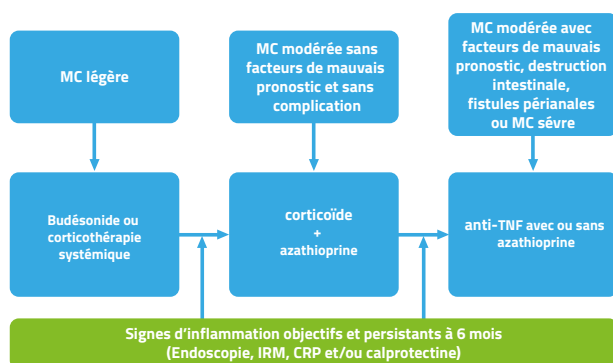 MC légère
MC modérée sans
facteurs de mauvais
pronostic et sans
complication
MC modérée avec
facteurs de mauvais
pronostic, destruction
intestinale,
fistules périanales
ou MC sévre
Budésonide ou
corticothérapie
systémique
corticoïde
+
azathioprine
anti-TNF avec ou sans
azathioprine
Signes d'inflammation objectifs et persistants à 6 mois
(Endoscopie, IRM, CRP et/ou calprotectine)